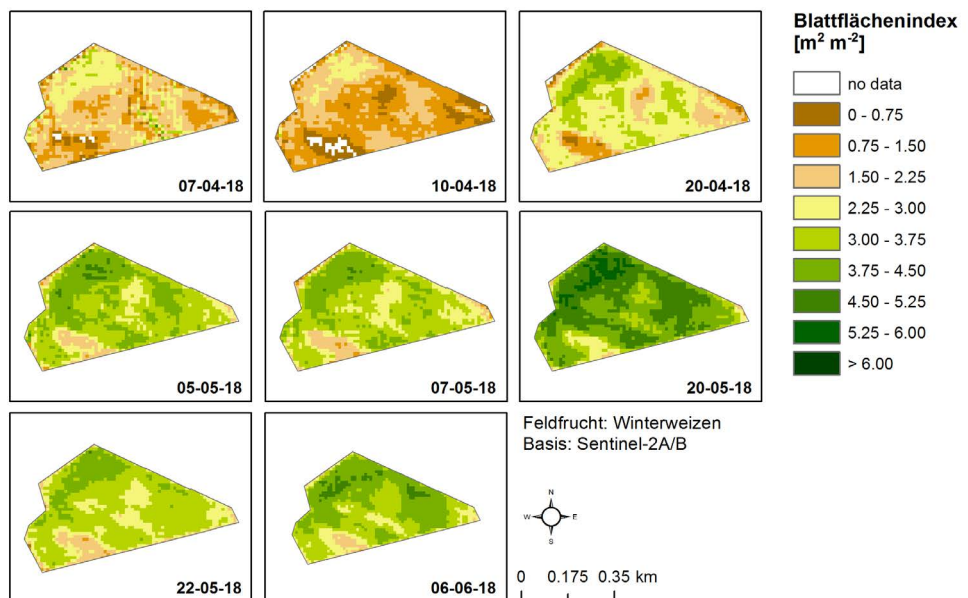 07-04-18
10-04-18
20-04-18
05-05-18
07-05-18
20-05-18
22-05-18
06-06-18
Blattflächenindex
[m² m⁻²]
no data
0 - 0.75
0.75 - 1.50
1.50 - 2.25
2.25 - 3.00
3.00 - 3.75
3.75 - 4.50
4.50 - 5.25
5.25 - 6.00
> 6.00
Feldfrucht: Winterweizen
Basis: Sentinel-2A/B
N
W E
S
0 0.175 0.35 km